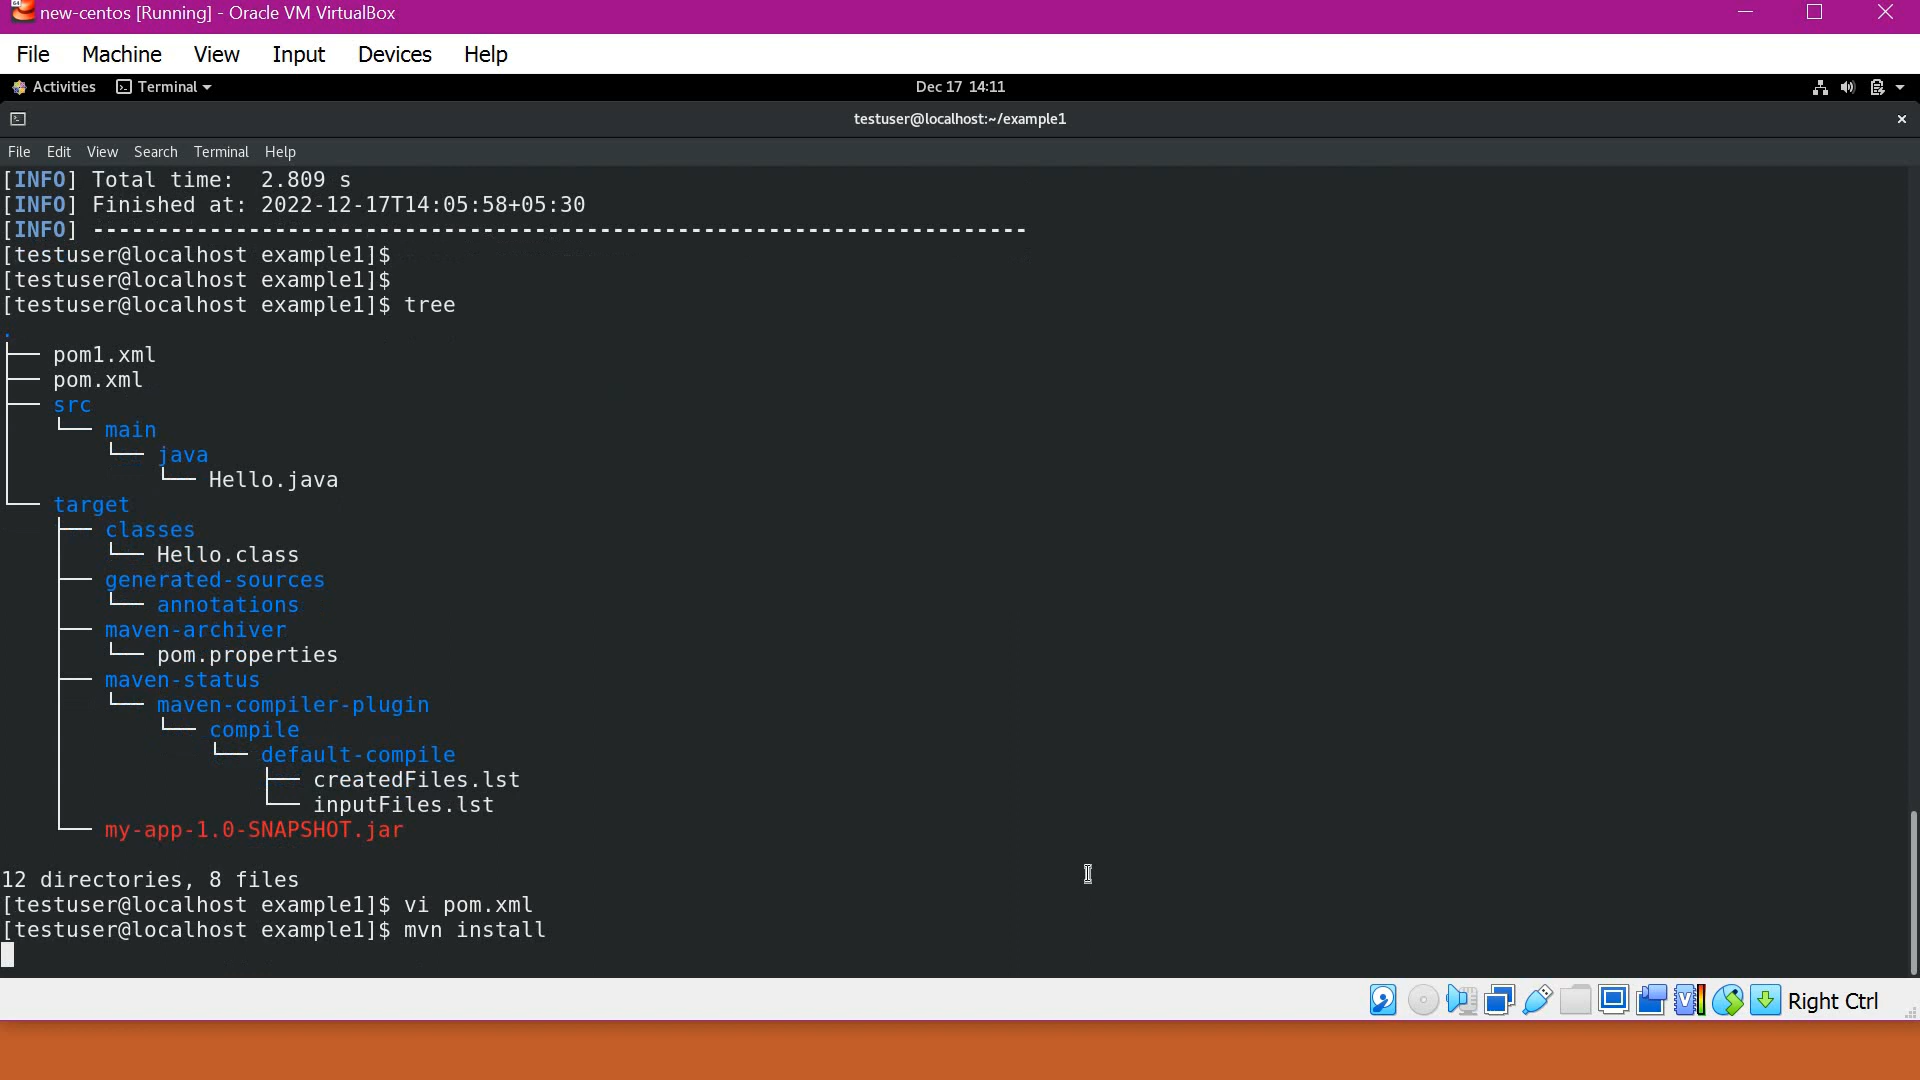 new-centos [Running] - Oracle VM VirtualBox
File Machine View Input Devices Help
Activities Terminal Dec 17 14:11
testuser@localhost:~/example1
File Edit View Search Terminal Help
[INFO] Total time:  2.809 s
[INFO] Finished at: 2022-12-17T14:05:58+05:30
[INFO] ------------------------------------------------------------------------
[testuser@localhost example1]$
[testuser@localhost example1]$
[testuser@localhost example1]$ tree
.
├── pom1.xml
├── pom.xml
├── src
│   └── main
│       └── java
│           └── Hello.java
└── target
    ├── classes
    │   └── Hello.class
    ├── generated-sources
    │   └── annotations
    ├── maven-archiver
    │   └── pom.properties
    ├── maven-status
    │   └── maven-compiler-plugin
    │       └── compile
    │           └── default-compile
    │               ├── createdFiles.lst
    │               └── inputFiles.lst
    └── my-app-1.0-SNAPSHOT.jar
12 directories, 8 files
[testuser@localhost example1]$ vi pom.xml
[testuser@localhost example1]$ mvn install
Right Ctrl